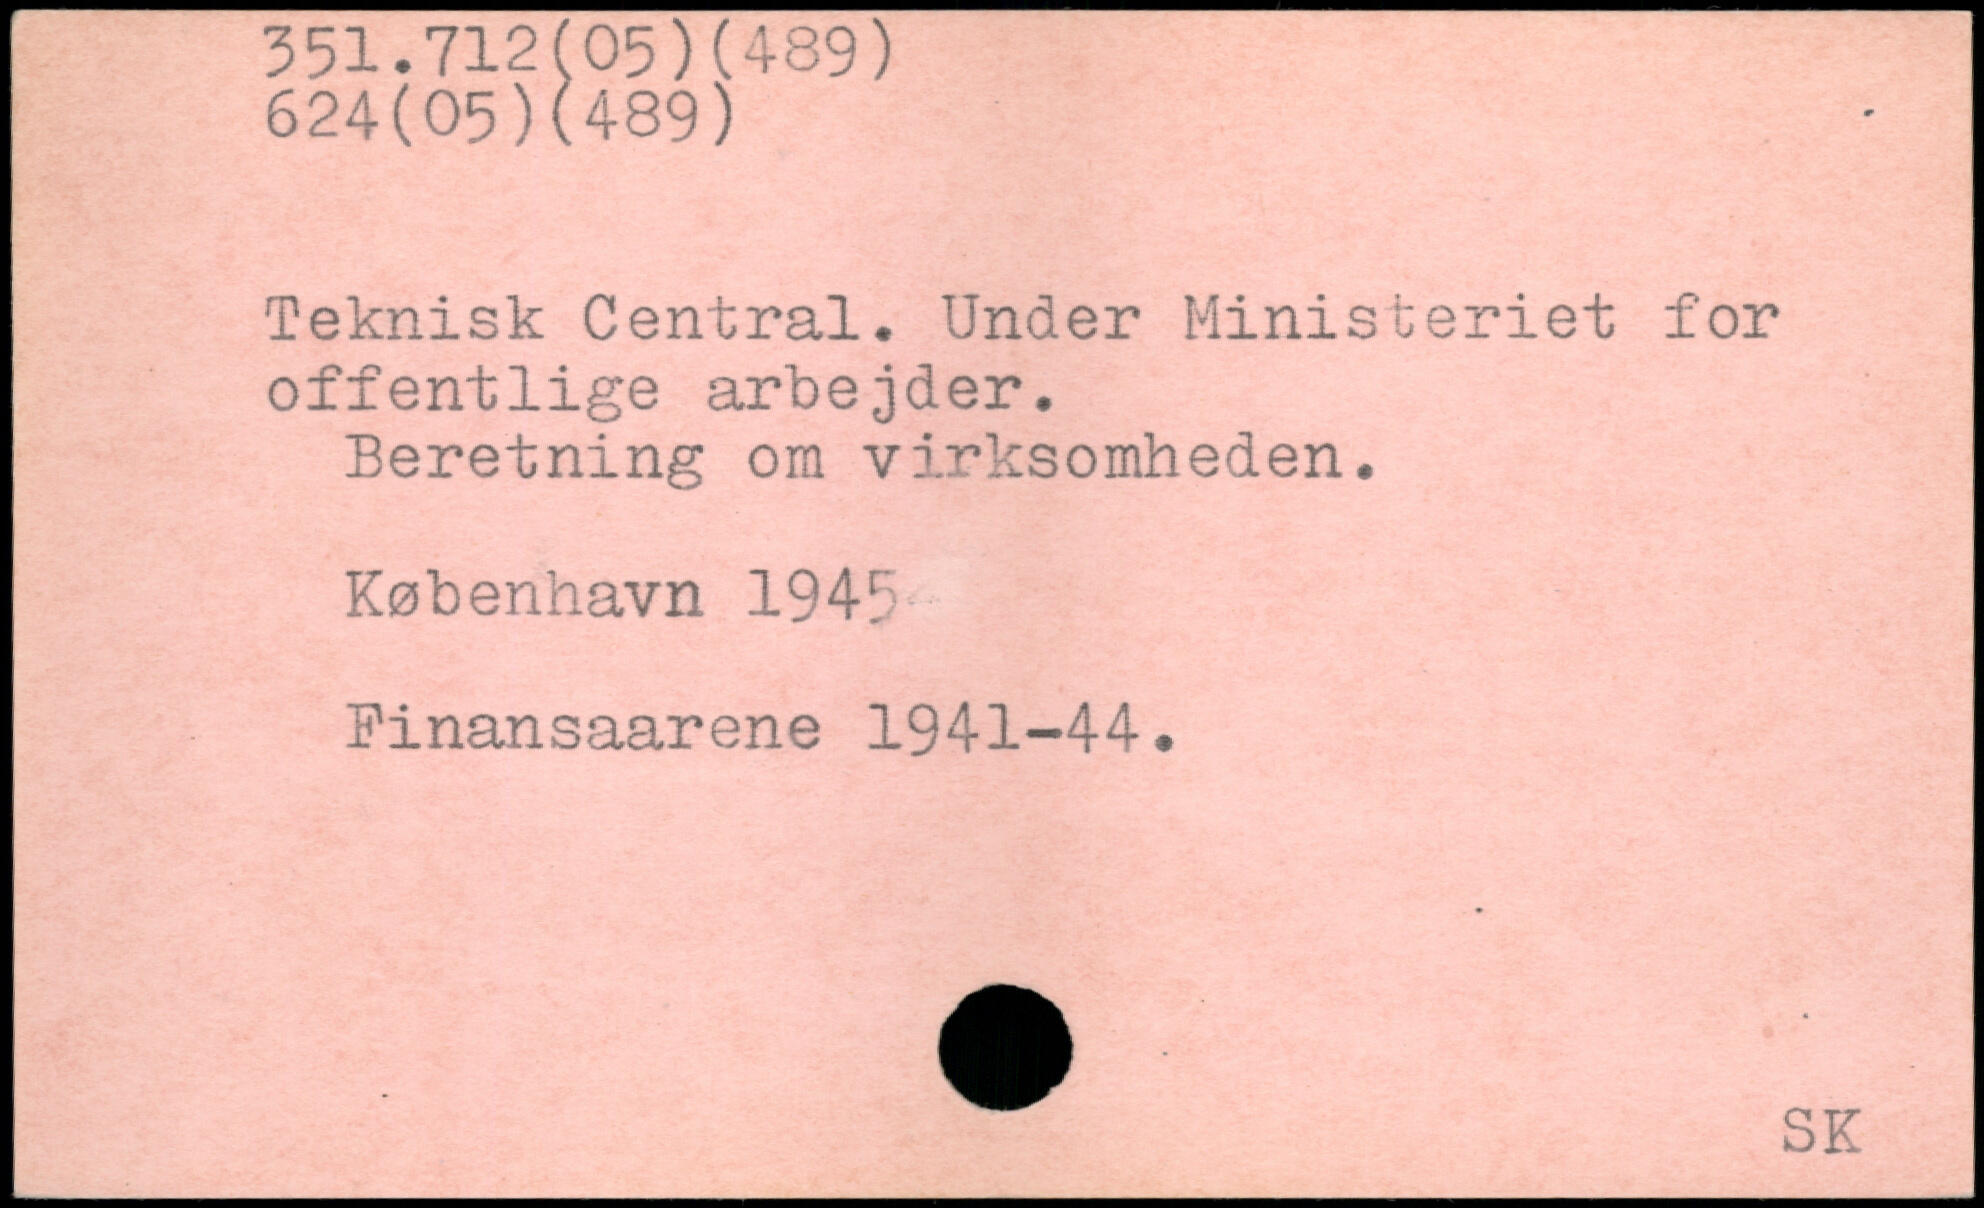 351.712(05)(489)
624(05)(489)
Teknisk Central. Under Ministeriet for
offentlige arbejder.
Beretning om virksomheden.
København 1945
Finansaarene 1941-44.
SK